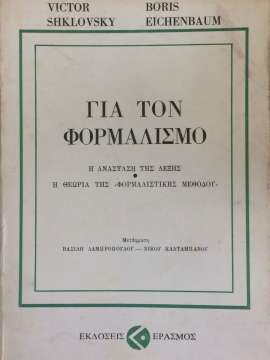 VICTOR BORIS
SHKLOVSKY EICHENBAUM
ΓΙΑ ΤΟΝ
ΦΟΡΜΑΛΙΣΜΟ
Η ΑΝΑΣΤΑΣΗ ΤΗΣ ΛΕΞΗΣ
•
Η ΘΕΩΡΙΑ ΤΗΣ «ΦΟΡΜΑΛΙΣΤΙΚΗΣ ΜΕΘΟΔΟΥ»
Μετάφραση
ΒΑΣΙΛΗ ΛΑΜΠΡΟΠΟΥΛΟΥ — ΝΙΚΟΥ ΚΑΛΤΑΜΠΑΝΟΥ
ΕΚΔΟΣΕΙΣ ΕΡΑΣΜΟΣ